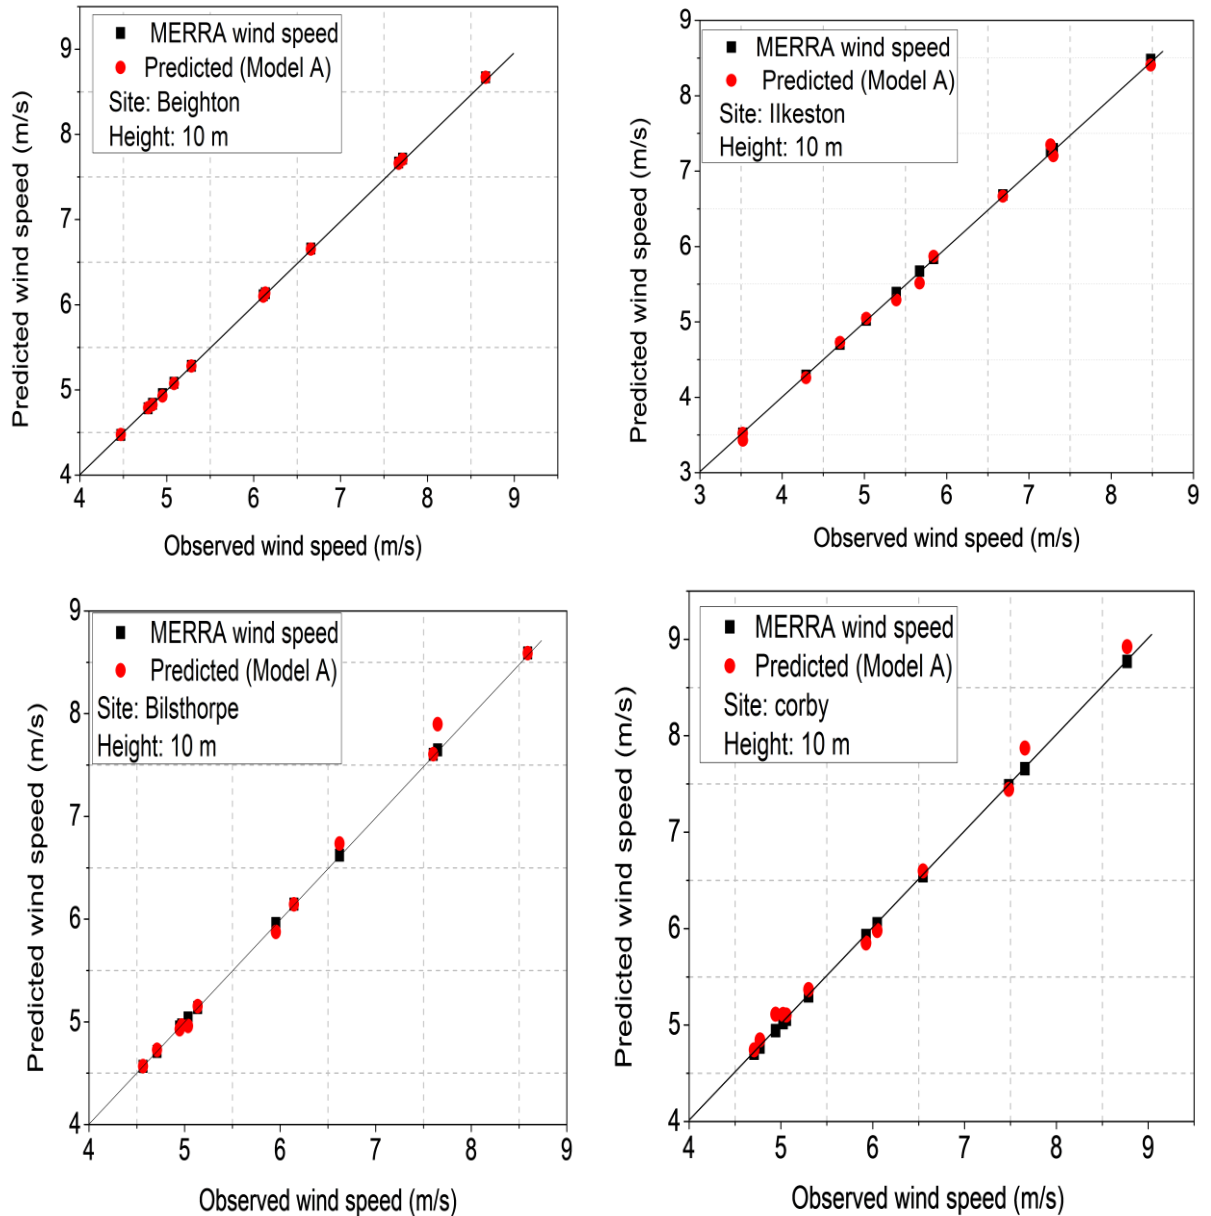 MERRA wind speed
Predicted (Model A)
Site: Beighton
Height: 10 m
Predicted wind speed (m/s)
9
8
7
6
5
4
4 5 6 7 8 9
Observed wind speed (m/s)
MERRA wind speed
Predicted (Model A)
Site: Ilkeston
Height: 10 m
Predicted wind speed (m/s)
9
8
7
6
5
4
3
3 4 5 6 7 8 9
Observed wind speed (m/s)
MERRA wind speed
Predicted (Model A)
Site: Bilsthorpe
Height: 10 m
Predicted wind speed (m/s)
9
8
7
6
5
4
4 5 6 7 8 9
Observed wind speed (m/s)
MERRA wind speed
Predicted (Model A)
Site: corby
Height: 10 m
Predicted wind speed (m/s)
9
8
7
6
5
4
4 5 6 7 8 9
Observed wind speed (m/s)